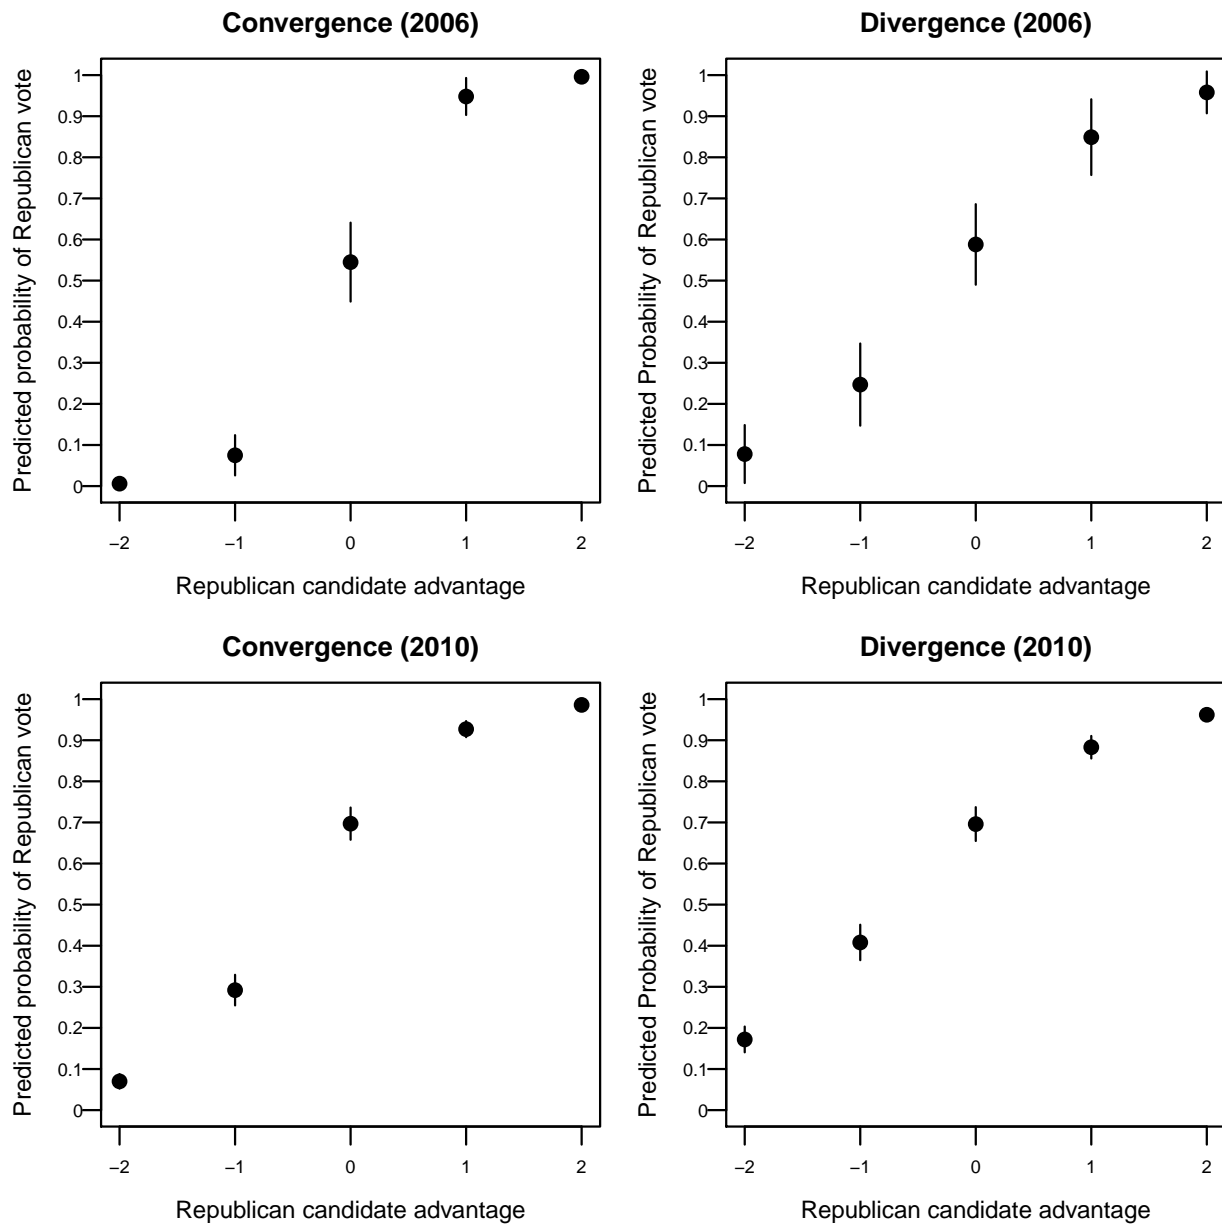 Convergence (2006)
Predicted probability of Republican vote
1
0.9
0.8
0.7
0.6
0.5
0.4
0.3
0.2
0.1
0
−2 −1 0 1 2
Republican candidate advantage
Divergence (2006)
Predicted Probability of Republican vote
1
0.9
0.8
0.7
0.6
0.5
0.4
0.3
0.2
0.1
0
−2 −1 0 1 2
Republican candidate advantage
Convergence (2010)
Predicted probability of Republican vote
1
0.9
0.8
0.7
0.6
0.5
0.4
0.3
0.2
0.1
0
−2 −1 0 1 2
Republican candidate advantage
Divergence (2010)
Predicted Probability of Republican vote
1
0.9
0.8
0.7
0.6
0.5
0.4
0.3
0.2
0.1
0
−2 −1 0 1 2
Republican candidate advantage